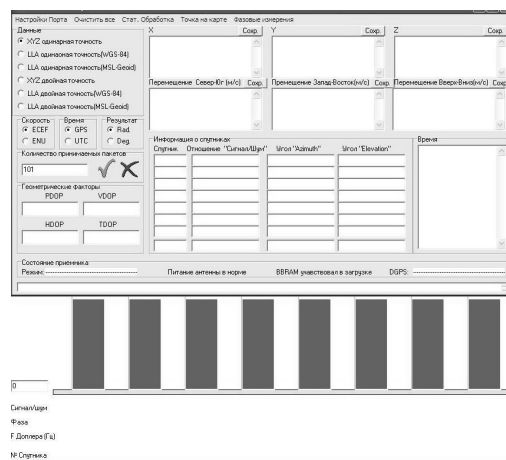 Настройки Порта Очистить все Стат. Обработка Точка на карте Фазовые измерения
Данные
XYZ одинарная точность
LLA одинаоная точность(WGS-84)
LLA одинарная точность(MSL-Geoid)
XYZ двойная точность
LLA двойная точность(WGS-84)
LLA двойная точность(MSL-Geoid)
X Сохр.
Y Сохр.
Z Сохр.
Перемещение Север-Юг (м/с) Сохр.
Премещение Запад-Восток(м/с) Сохр.
Перемещение Вверх-Вниз(м/с) Сохр.
Скорость
ECEF
ENU
Время
GPS
UTC
Результат
Rad.
Deg.
Количество принимаемых пакетов
101
Геометрические факторы
PDOP VDOP
HDOP TDOP
Информация о спутниках
Спутник Отношение "Сигнал/Шум" Угол "Azimuth" Угол "Elevation"
Время
Состояние приемника
Режим: Питание антенны в норме BBRAM учавствовал в загрузке DGPS:
0
Сигнал/шум
Фаза
F Доплера (Гц)
№ Спутника